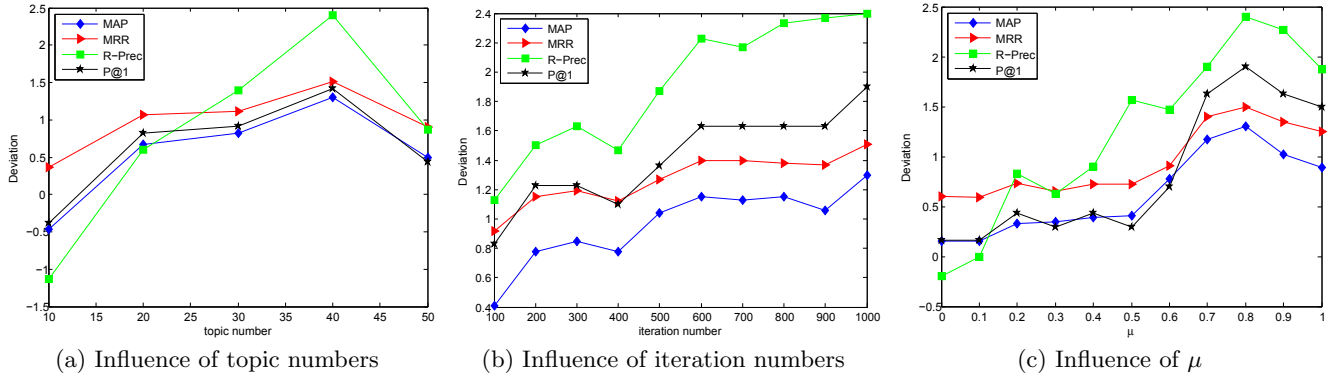 2.5
2
1.5
1
0.5
0
−0.5
−1
−1.5
Deviation
MAP
MRR
R−Prec
P@1
10 15 20 25 30 35 40 45 50
topic number
(a) Influence of topic numbers
2.4
2.2
2
1.8
1.6
1.4
1.2
1
0.8
0.6
0.4
Deviation
MAP
MRR
R−Prec
P@1
100 200 300 400 500 600 700 800 900 1000
iteration number
(b) Influence of iteration numbers
2.5
2
1.5
1
0.5
0
−0.5
Deviation
MAP
MRR
R−Prec
P@1
0 0.1 0.2 0.3 0.4 0.5 0.6 0.7 0.8 0.9 1
μ
(c) Influence of μ